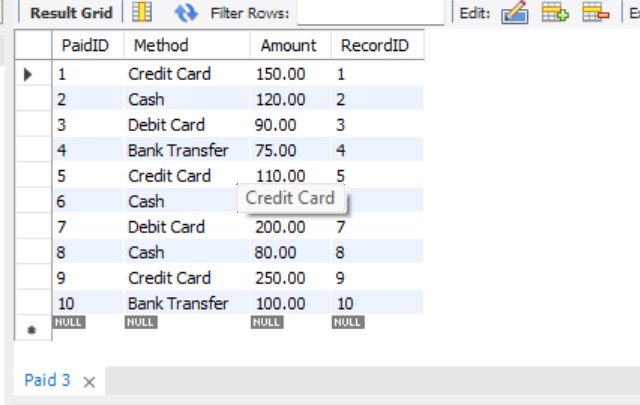 Result Grid Filter Rows: Edit:
PaidID Method Amount RecordID
1 Credit Card 150.00 1
2 Cash 120.00 2
3 Debit Card 90.00 3
4 Bank Transfer 75.00 4
5 Credit Card 110.00 5
6 Cash
Credit Card
7 Debit Card 200.00 7
8 Cash 80.00 8
9 Credit Card 250.00 9
10 Bank Transfer 100.00 10
NULL NULL NULL NULL
Paid 3